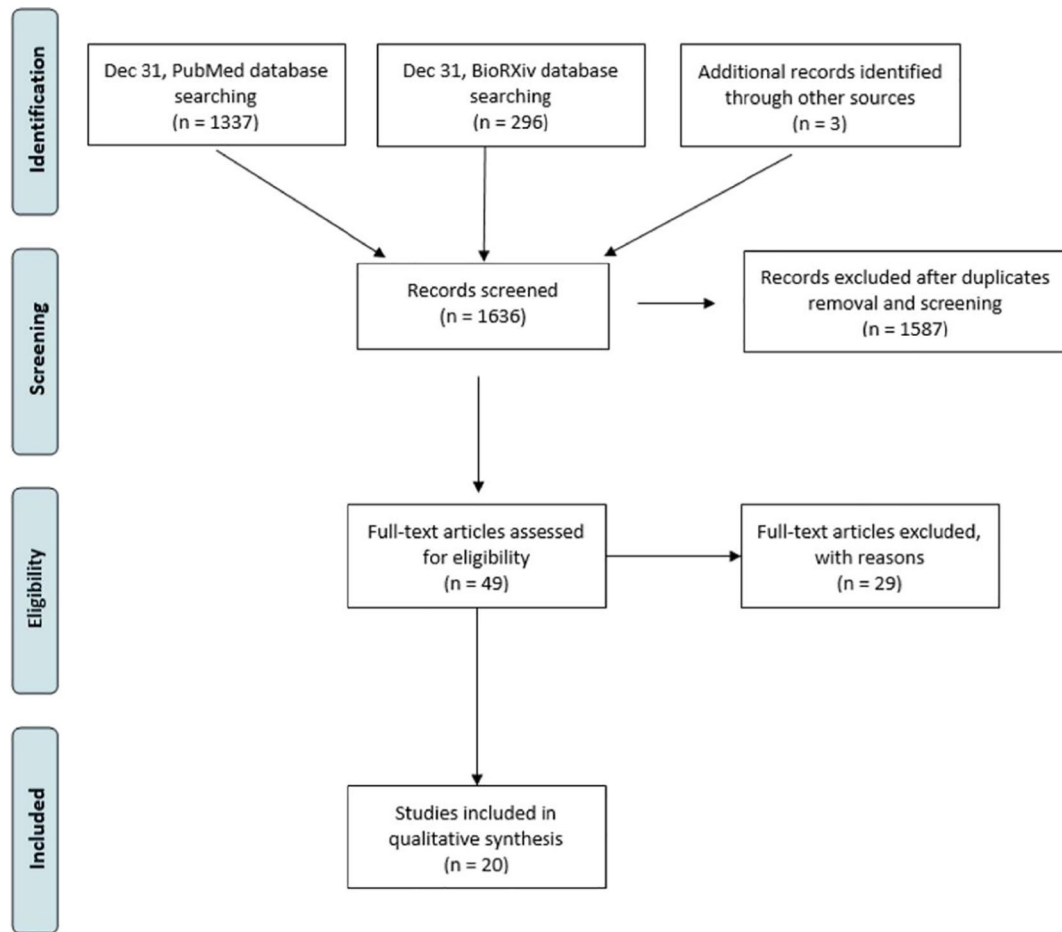 Identification
Dec 31, PubMed database
searching
(n = 1337)
Dec 31, BioRXiv database
searching
(n = 296)
Additional records identified
through other sources
(n = 3)
Screening
Records screened
(n = 1636)
Records excluded after duplicates
removal and screening
(n = 1587)
Eligibility
Full-text articles assessed
for eligibility
(n = 49)
Full-text articles excluded,
with reasons
(n = 29)
Included
Studies included in
qualitative synthesis
(n = 20)